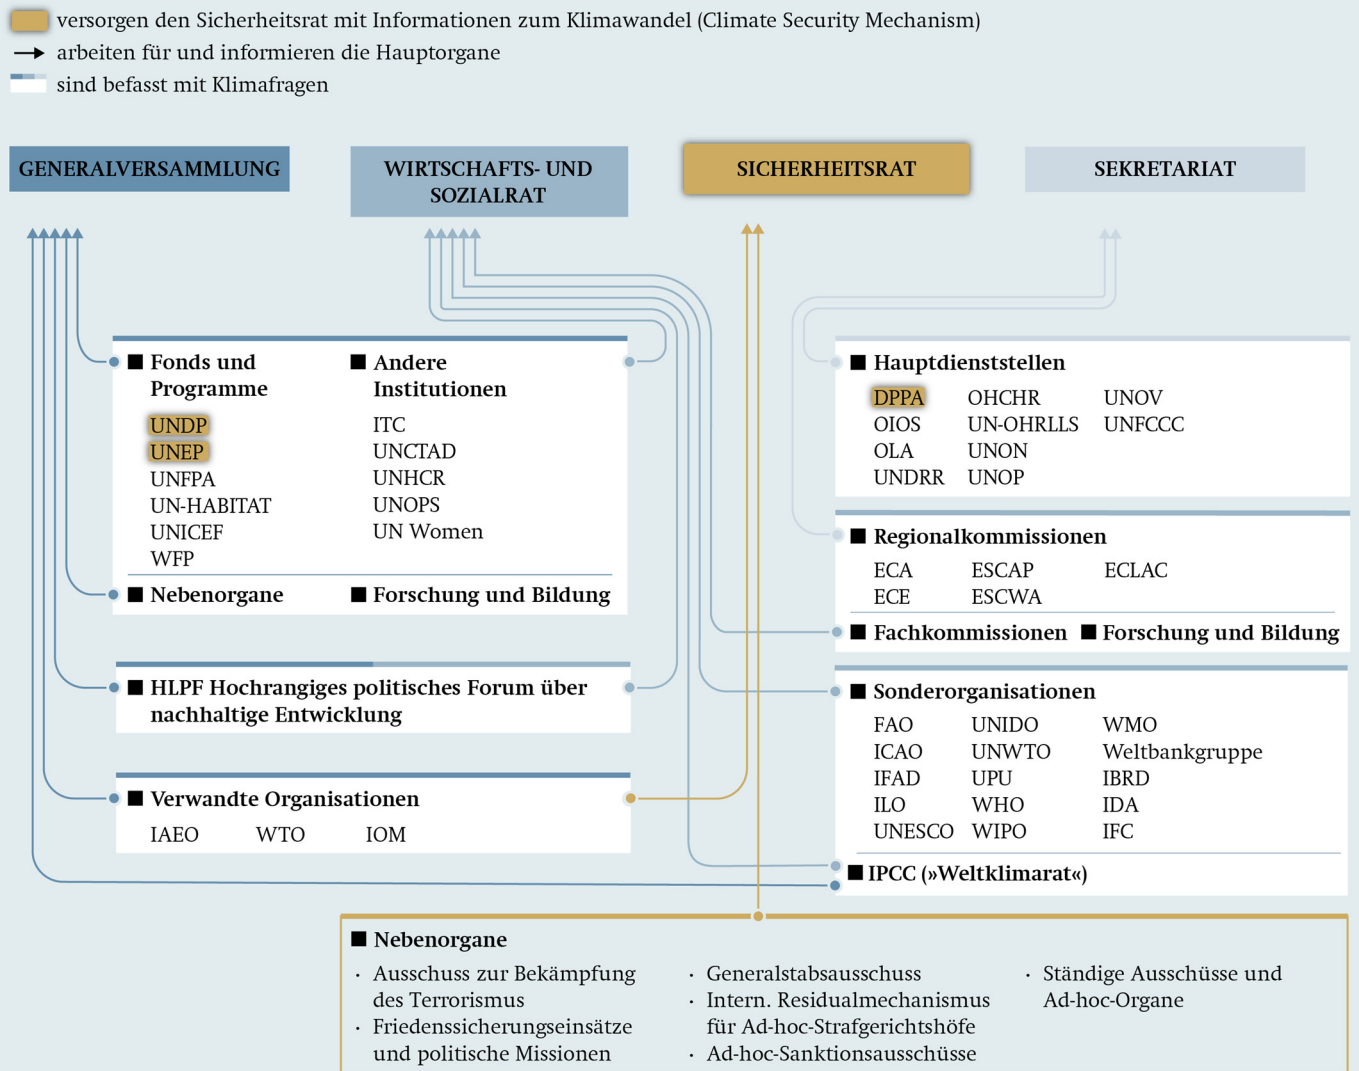 versorgen den Sicherheitsrat mit Informationen zum Klimawandel (Climate Security Mechanism)
arbeiten für und informieren die Hauptorgane
sind befasst mit Klimafragen
GENERALVERSAMMLUNG
WIRTSCHAFTS- UND
SOZIALRAT
SICHERHEITSRAT
SEKRETARIAT
Fonds und
Programme
UNDP
UNEP
UNFPA
UN-HABITAT
UNICEF
WFP
Andere
Institutionen
ITC
UNCTAD
UNHCR
UNOPS
UN Women
Nebenorgane
Forschung und Bildung
HLPF Hochrangiges politisches Forum über
nachhaltige Entwicklung
Verwandte Organisationen
IAEO WTO IOM
Hauptdienststellen
DPPA OHCHR UNOV
OIOS UN-OHRLLS UNFCCC
OLA UNON
UNDRR UNOP
Regionalkommissionen
ECA ESCAP ECLAC
ECE ESCWA
Fachkommissionen
Forschung und Bildung
Sonderorganisationen
FAO UNIDO WMO
ICAO UNWTO Weltbankgruppe
IFAD UPU IBRD
ILO WHO IDA
UNESCO WIPO IFC
IPCC (»Weltklimarat«)
Nebenorgane
· Ausschuss zur Bekämpfung
des Terrorismus
· Friedenssicherungseinsätze
und politische Missionen
· Generalstabsausschuss
· Intern. Residualmechanismus
für Ad-hoc-Strafgerichtshöfe
· Ad-hoc-Sanktionsausschüsse
· Ständige Ausschüsse und
Ad-hoc-Organe